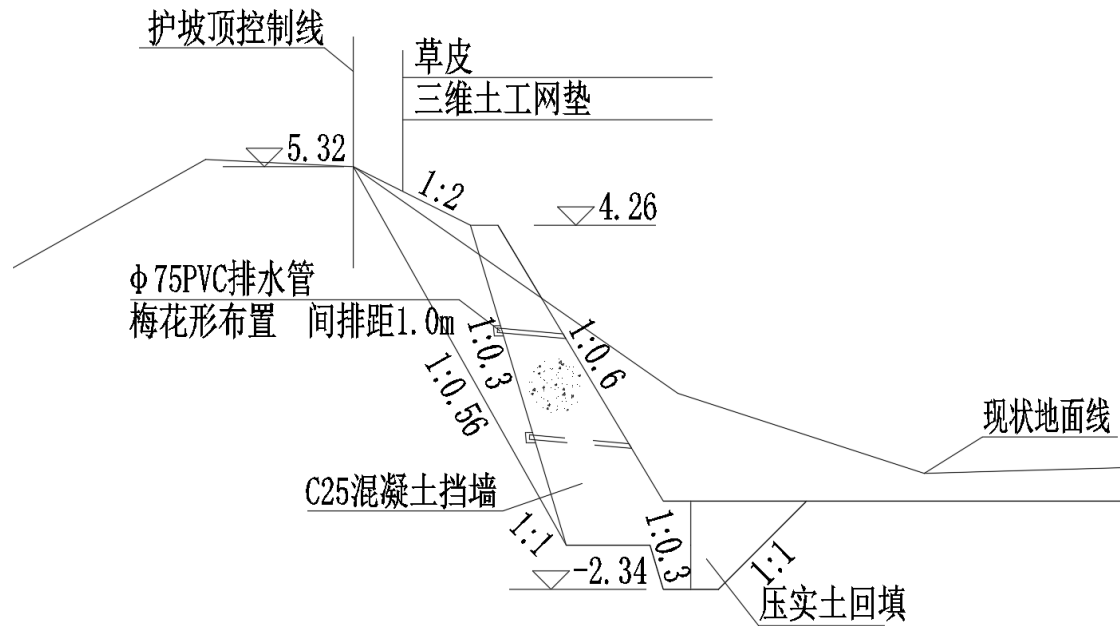 护坡顶控制线
草皮
三维土工网垫
5.32
1:2
4.26
φ75PVC排水管
梅花形布置 间排距1.0m
1:0.3
1:0.6
1:0.56
现状地面线
C25混凝土挡墙
1:1
1:0.3
1:1
-2.34
压实土回填